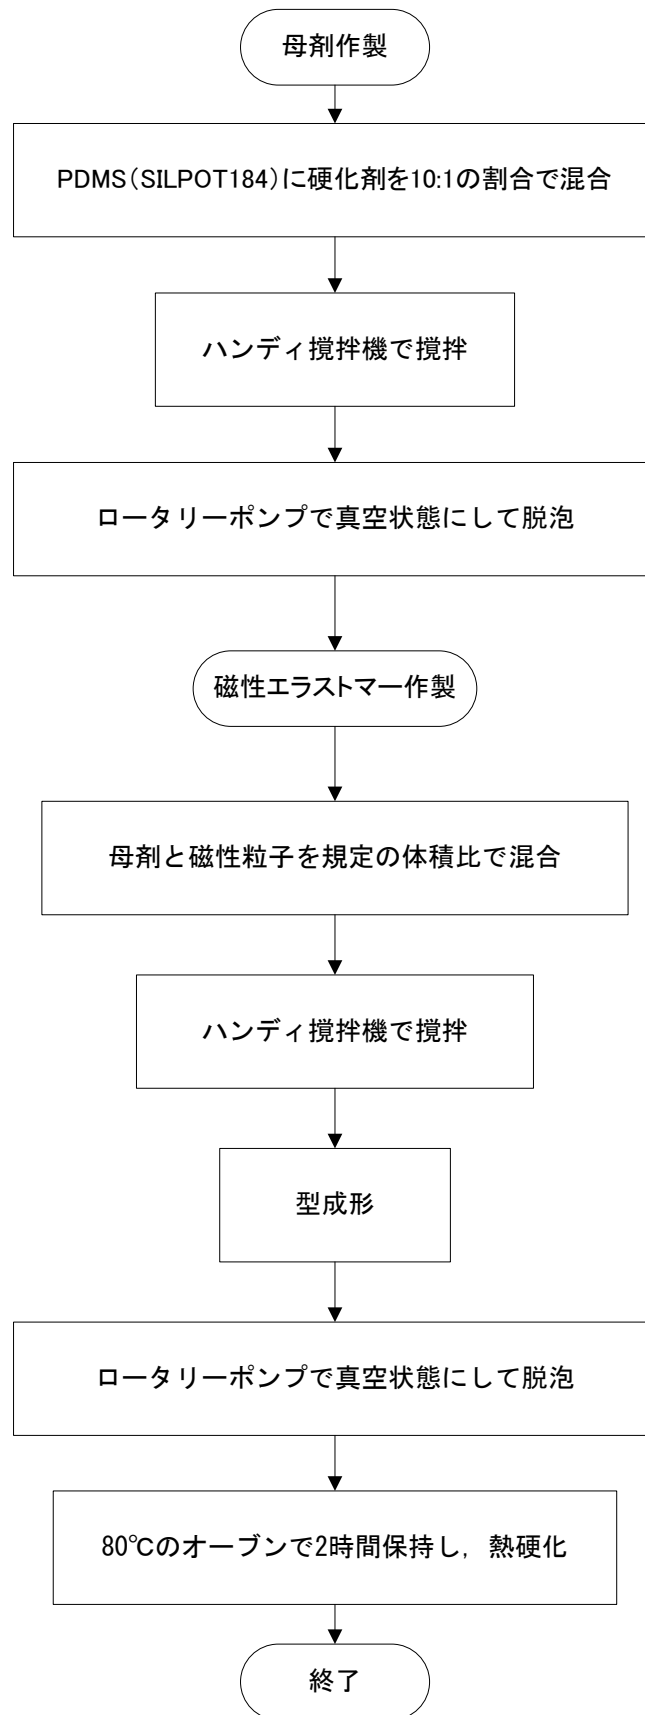 母剤作製
PDMS（SILPOT184）に硬化剤を10:1の割合で混合
ハンディ撹拌機で撹拌
ロータリーポンプで真空状態にして脱泡
磁性エラストマー作製
母剤と磁性粒子を規定の体積比で混合
ハンディ撹拌機で撹拌
型成形
ロータリーポンプで真空状態にして脱泡
80℃のオーブンで2時間保持し，熱硬化
終了